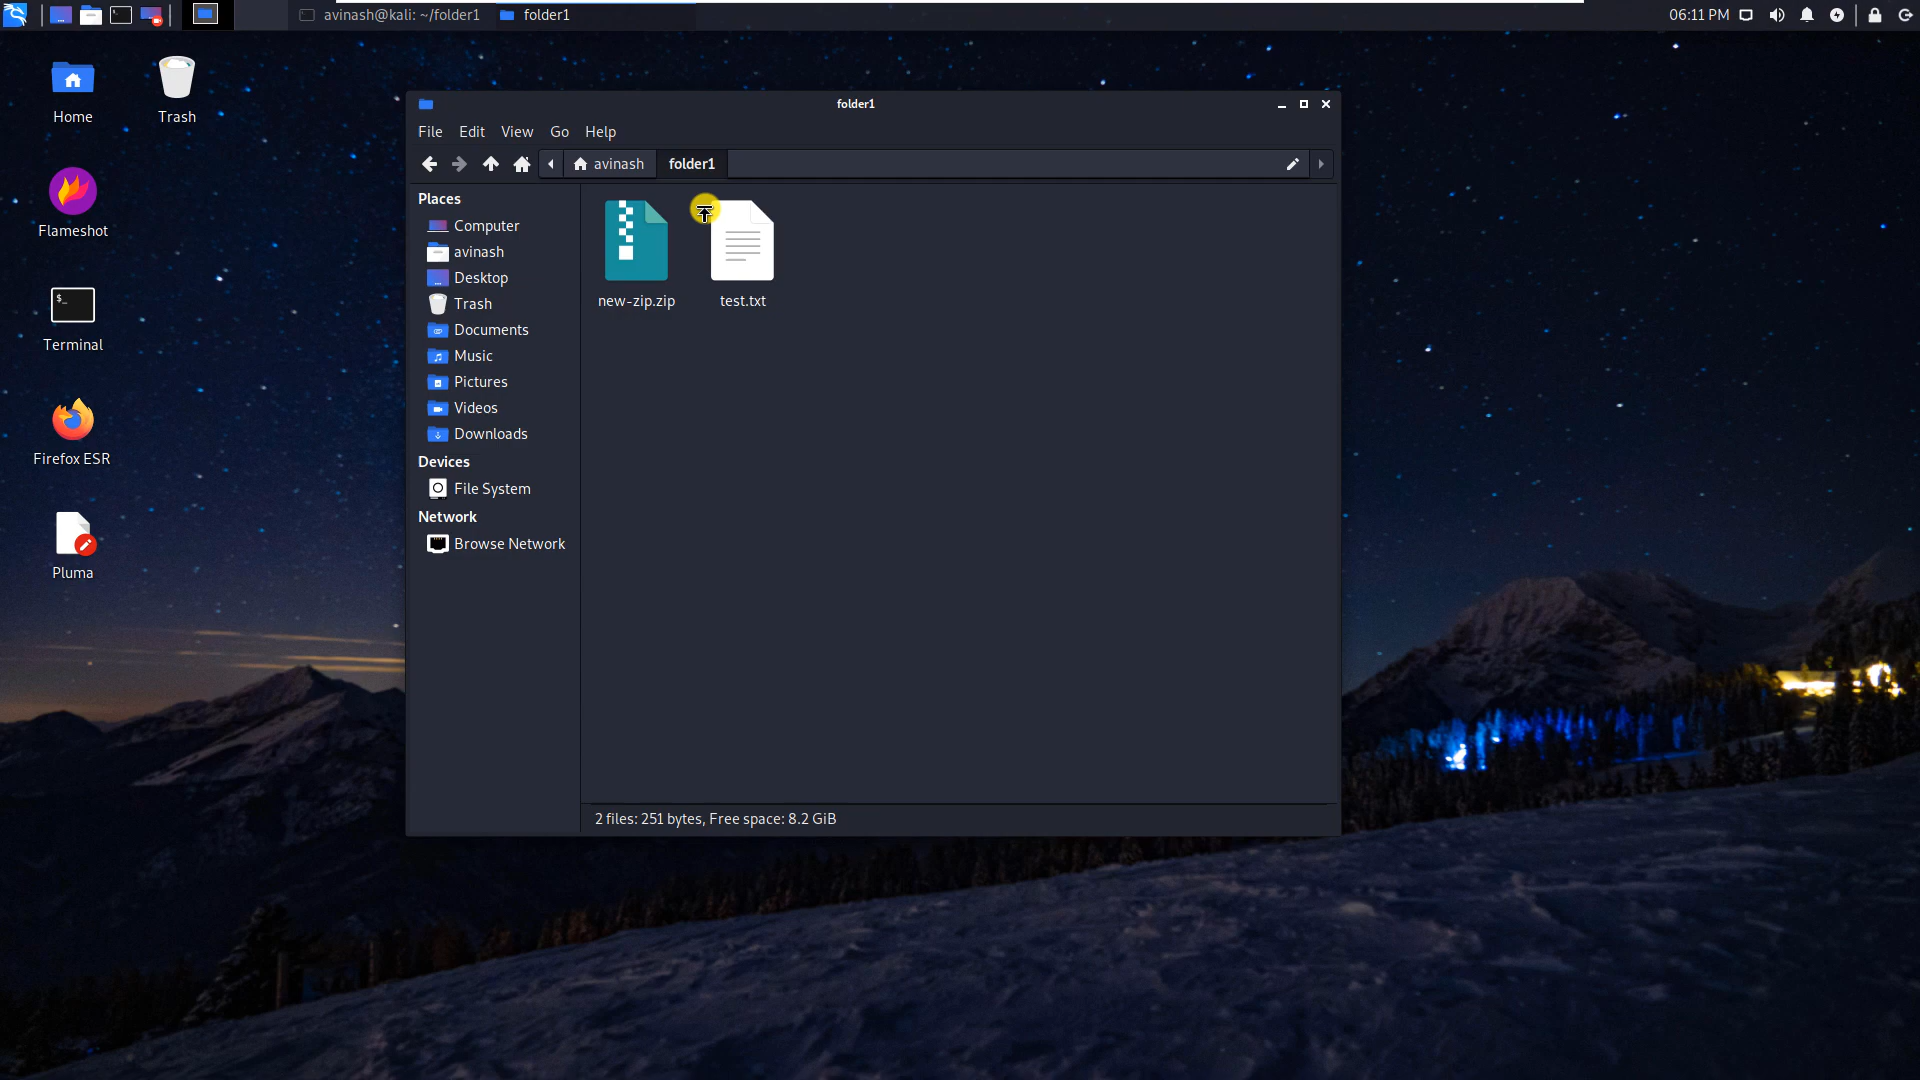 avinash@kali: ~/folder1
folder1
06:11 PM
Home
Trash
Flameshot
$_
Terminal
Firefox ESR
Pluma
folder1
File Edit View Go Help
avinash
folder1
Places
Computer
avinash
Desktop
Trash
Documents
Music
Pictures
Videos
Downloads
Devices
File System
Network
Browse Network
new-zip.zip
test.txt
2 files: 251 bytes, Free space: 8.2 GiB